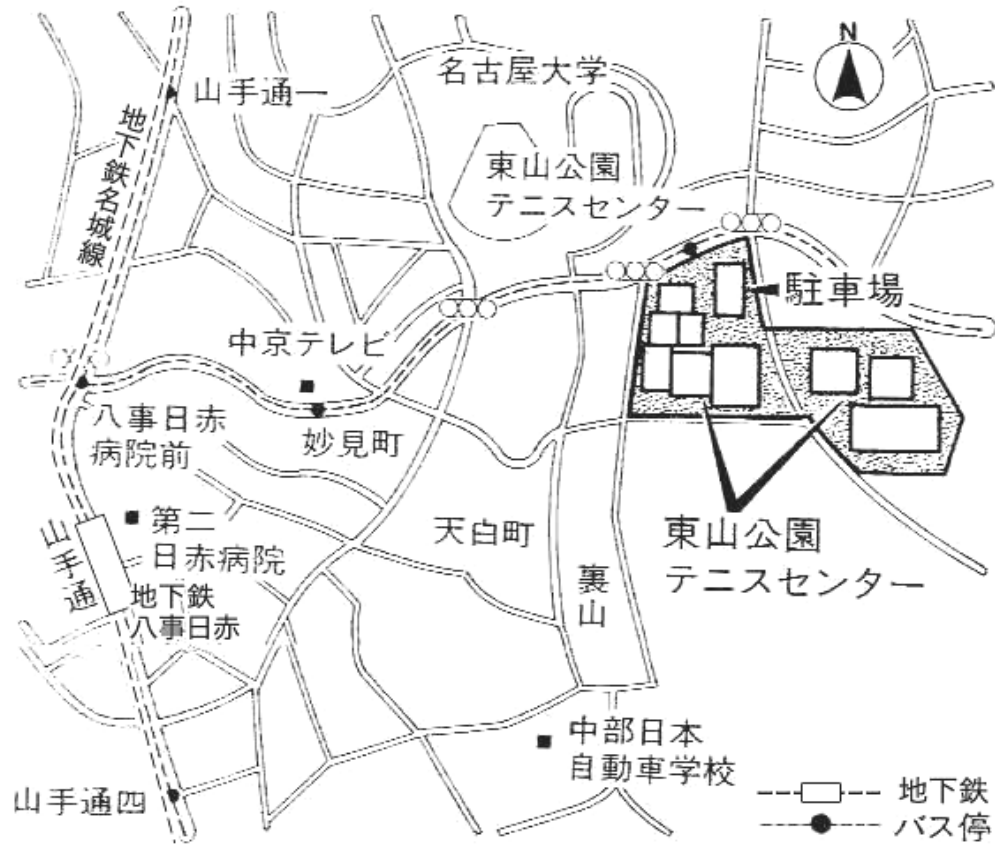 N
名古屋大学
山手通一
地下鉄名城線
東山公園
テニスセンター
駐車場
中京テレビ
八事日赤
病院前
妙見町
第二
日赤病院
山手通
地下鉄
八事日赤
天白町
裏山
東山公園
テニスセンター
中部日本
自動車学校
山手通四
地下鉄
バス停